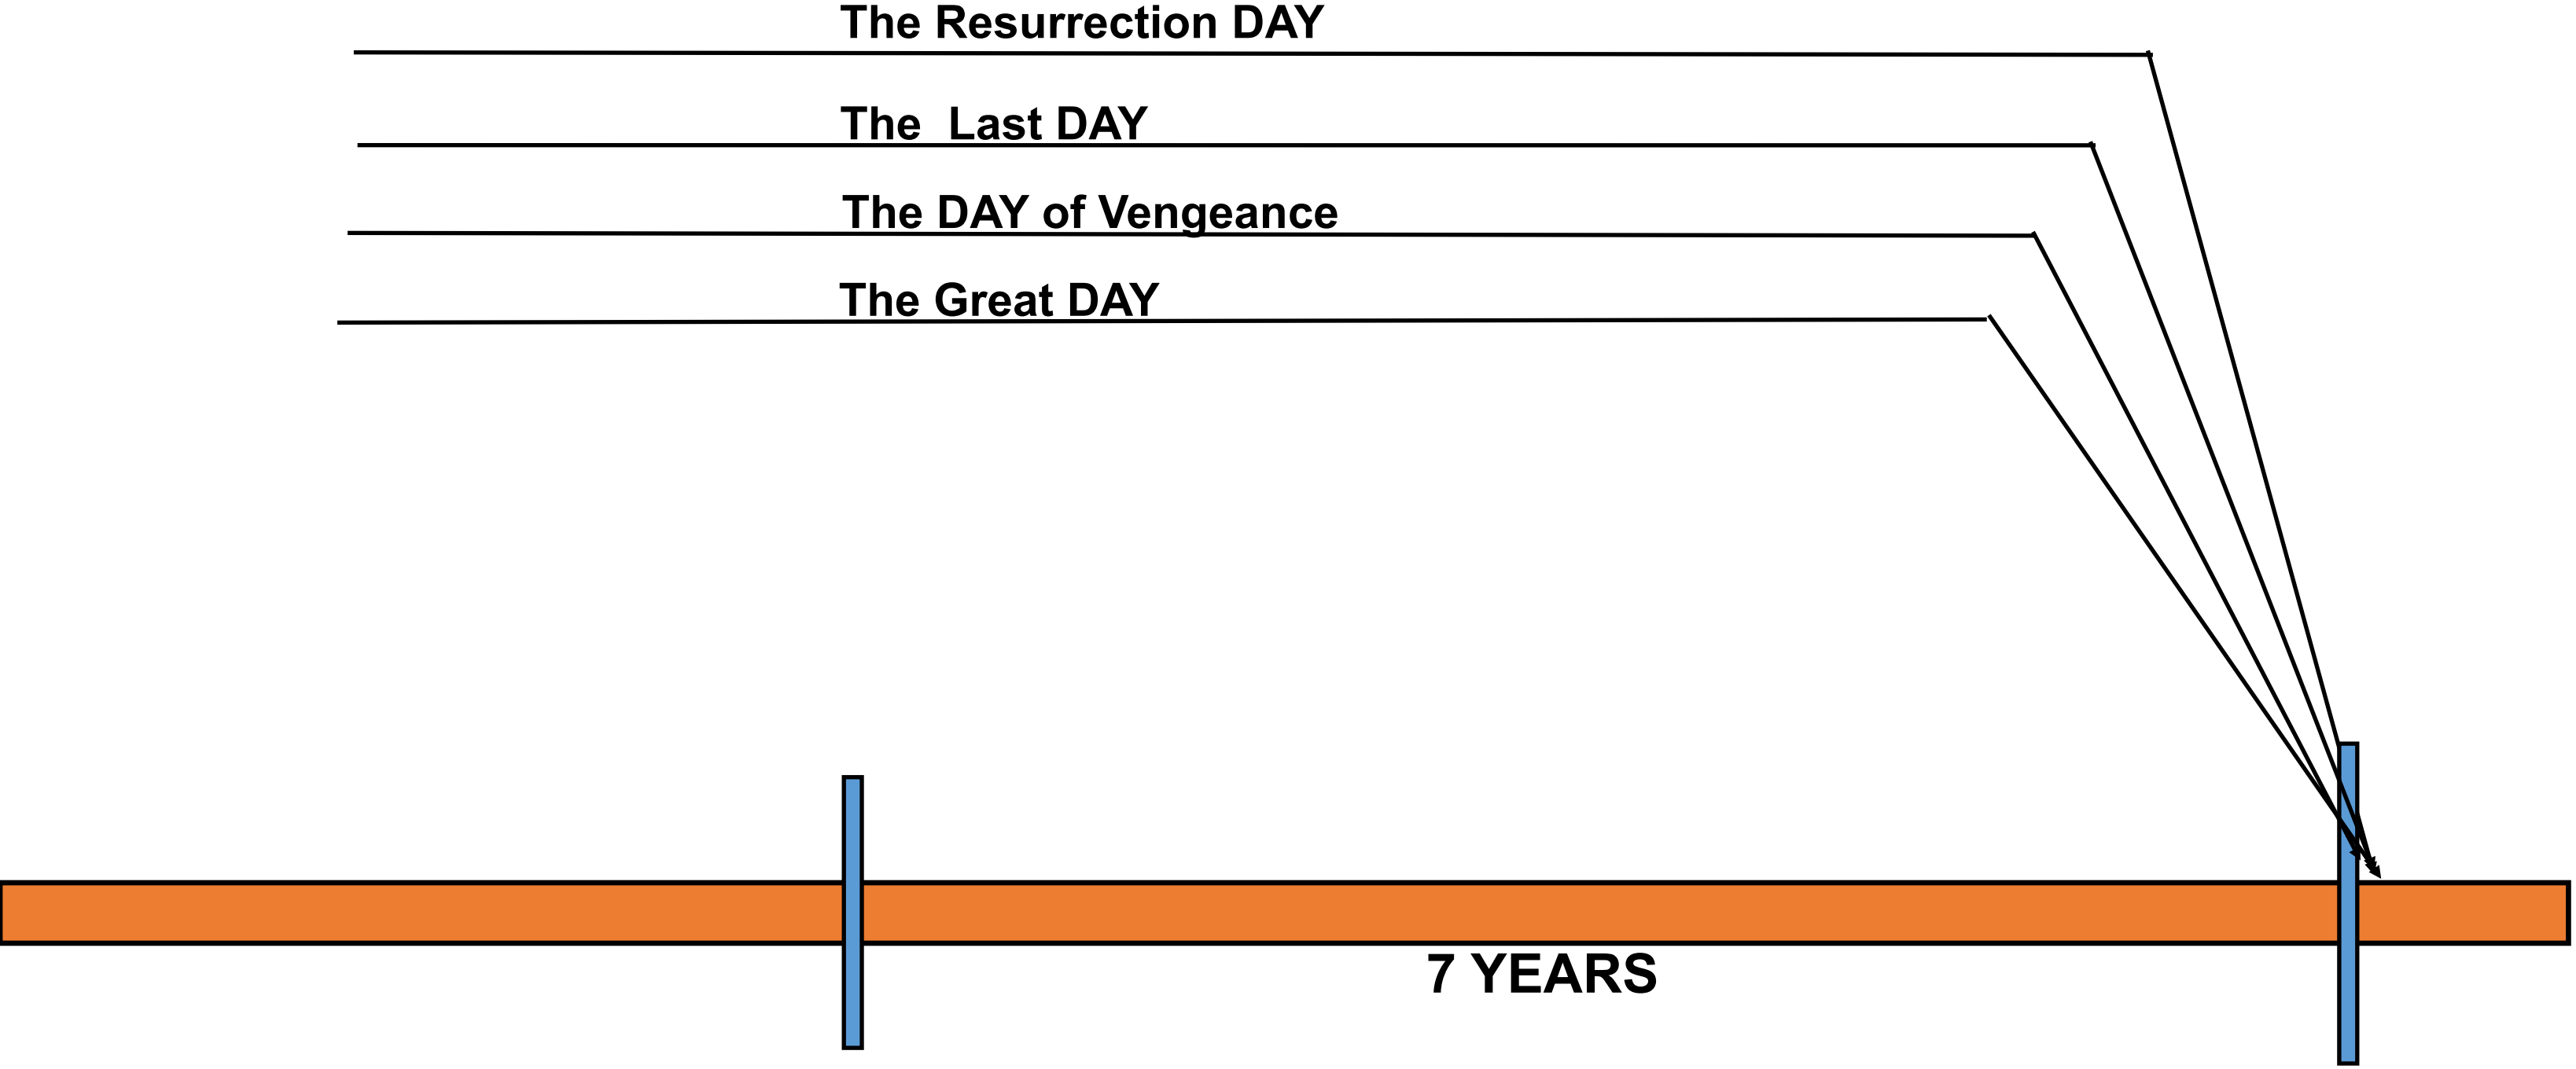 The Resurrection DAY
The  Last DAY
The DAY of Vengeance
The Great DAY
7 YEARS